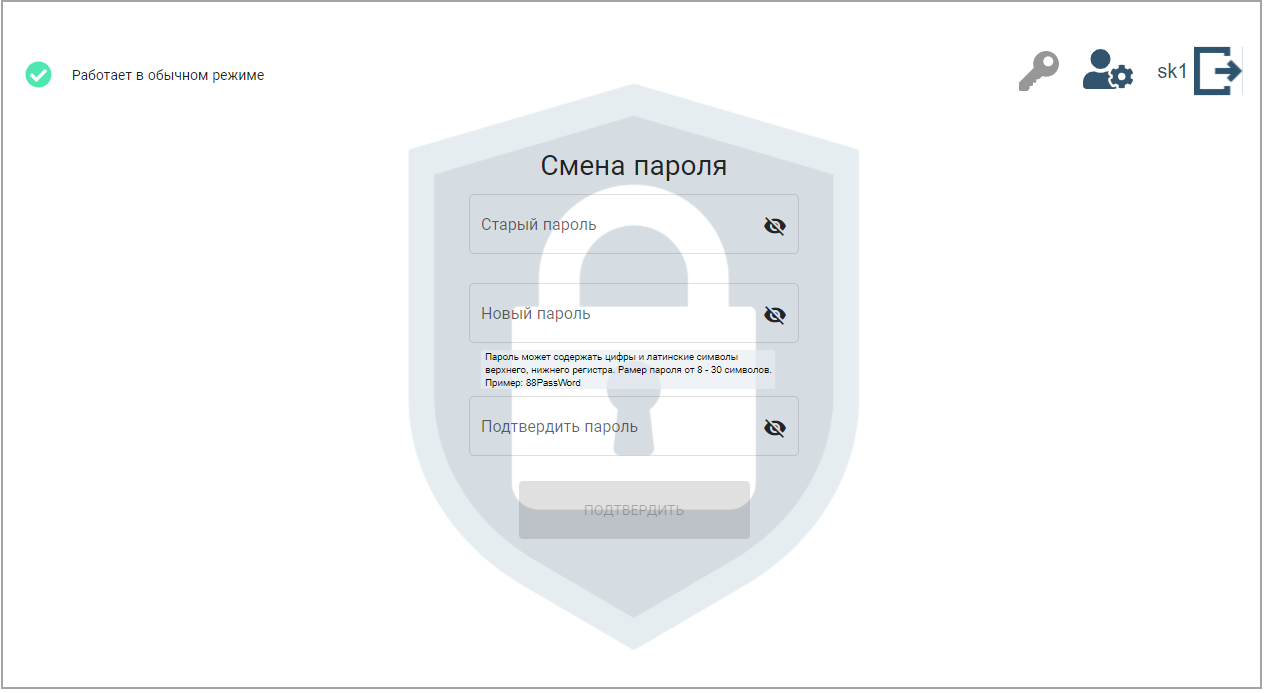 Работает в обычном режиме
sk1
Смена пароля
Старый пароль
Новый пароль
Пароль может содержать цифры и латинские символы
верхнего, нижнего регистра. Рамер пароля от 8 - 30 символов.
Пример: 88PassWord
Подтвердить пароль
ПОДТВЕРДИТЬ